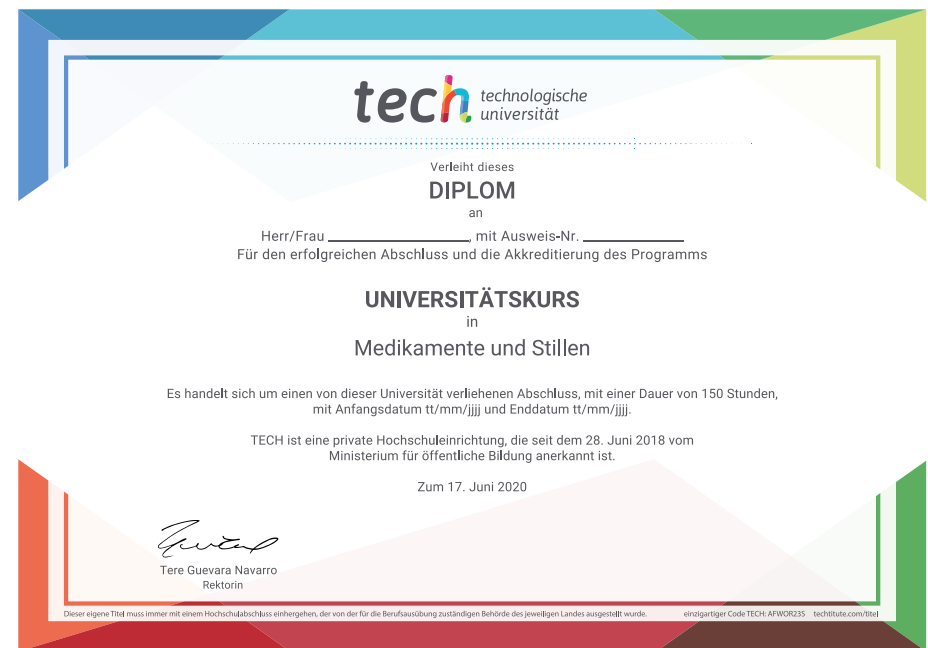 tech technologische
universität
Verleiht dieses
DIPLOM
an
Herr/Frau ____________________, mit Ausweis-Nr. ______________
Für den erfolgreichen Abschluss und die Akkreditierung des Programms
UNIVERSITÄTSKURS
in
Medikamente und Stillen
Es handelt sich um einen von dieser Universität verliehenen Abschluss, mit einer Dauer von 150 Stunden,
mit Anfangsdatum tt/mm/jjjj und Enddatum tt/mm/jjjj.
TECH ist eine private Hochschuleinrichtung, die seit dem 28. Juni 2018 vom
Ministerium für öffentliche Bildung anerkannt ist.
Zum 17. Juni 2020
Tere Guevara Navarro
Rektorin
Dieser eigene Titel muss immer mit einem Hochschulabschluss einhergehen, der von der für die Berufsausübung zuständigen Behörde des jeweiligen Landes ausgestellt wurde. einzigartiger Code TECH: AFWOR23S techtitute.com/titel